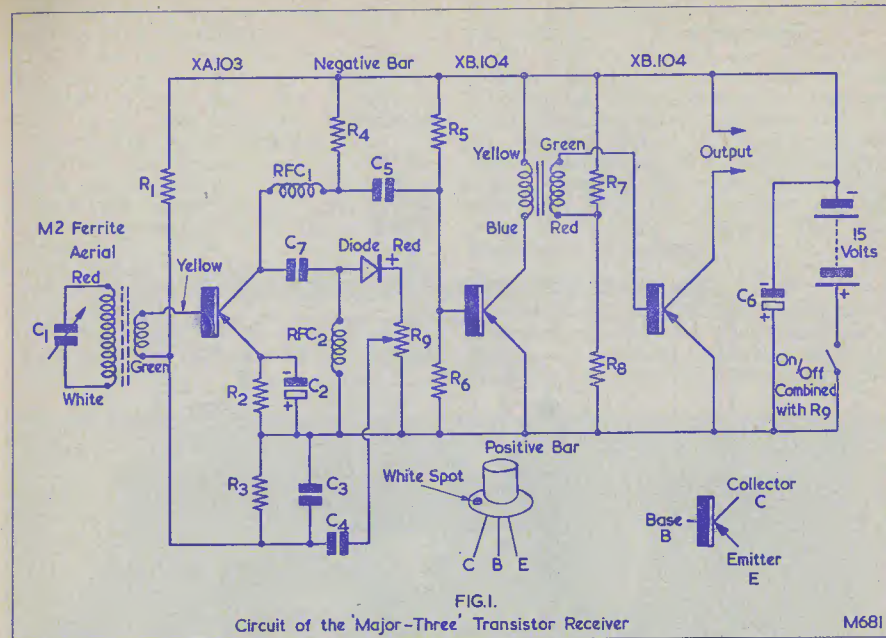 XA.103
Negative Bar
XB.104
XB.104
R4
R5
R1
RFC1
C5
Yellow
Green
Output
R7
M2 Ferrite
Aerial
Red
Yellow
C7
Diode
+
Red
Blue
Red
-
15
Volts
+
C1
Green
White
RFC2
R9
-
C6
+
R2
-
C2
+
R6
R8
On/Off
Combined
with R9
Positive Bar
R3
C3
C4
White Spot
C B E
Collector
C
Base
B
Emitter
E
FIG.1.
Circuit of the 'Major-Three' Transistor Receiver
M681